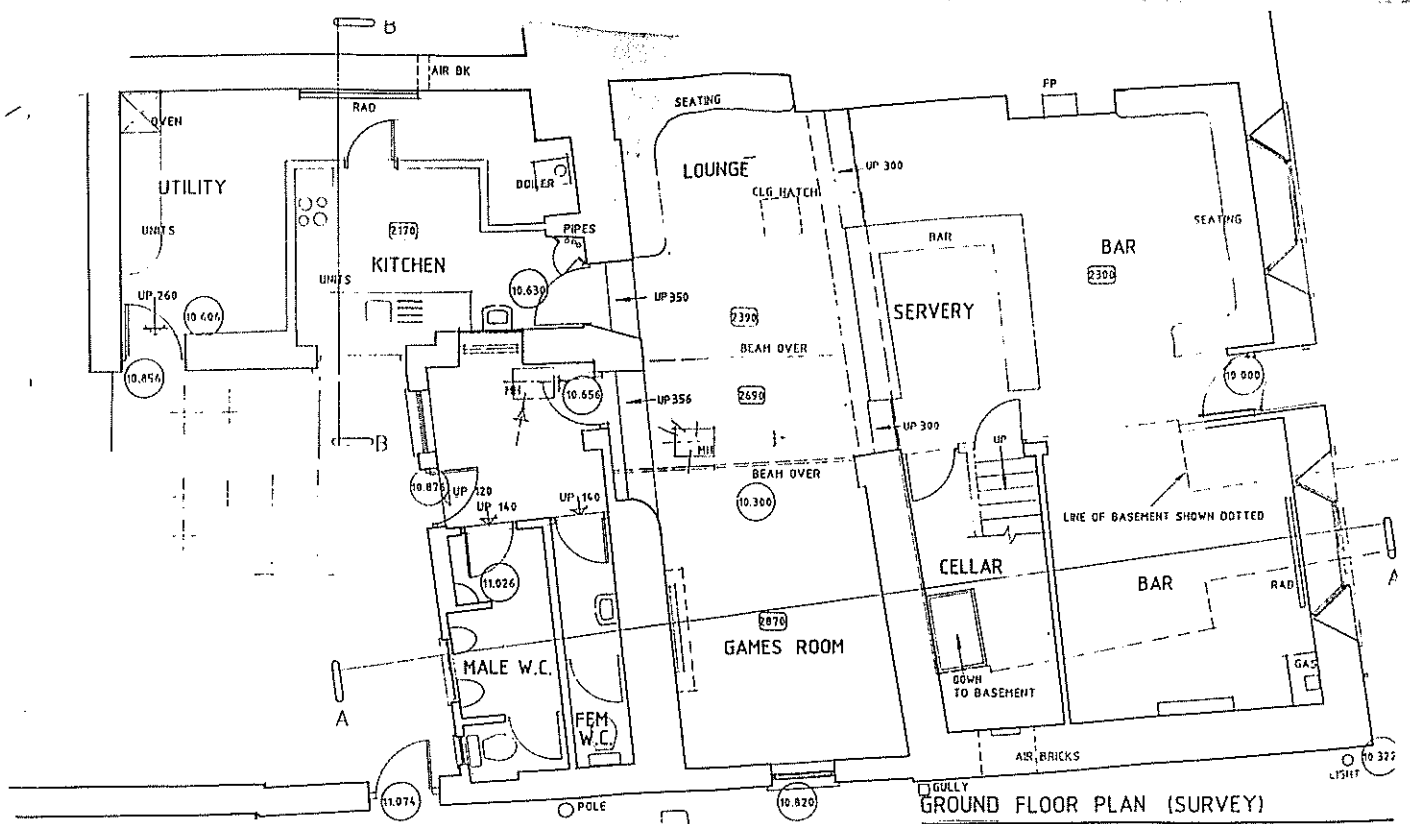 B
AIR BK
RAD
OVEN
SEATING
FP
UTILITY
LOUNGE
UP 300
BOILER
CLG HATCH
UNITS
2170
PIPES
SEATING
KITCHEN
BAR
BAR
2300
UNITS
10.630
UP 260
UP 350
2390
SERVERY
BEAM OVER
10.856
10.000
MH
10.656
UP 356
2690
UP 300
UP
B
MH
BEAM OVER
10.876
UP 120
UP 140
UP 140
10.300
LINE OF BASEMENT SHOWN DOTTED
CELLAR
11.026
BAR
RAD
A
2870
GAMES ROOM
MALE W.C.
DOWN
TO BASEMENT
GAS
A
FEM
W.C.
AIR BRICKS
10.322
LIGHT
11.074
POLE
10.820
GULLY
GROUND FLOOR PLAN (SURVEY)